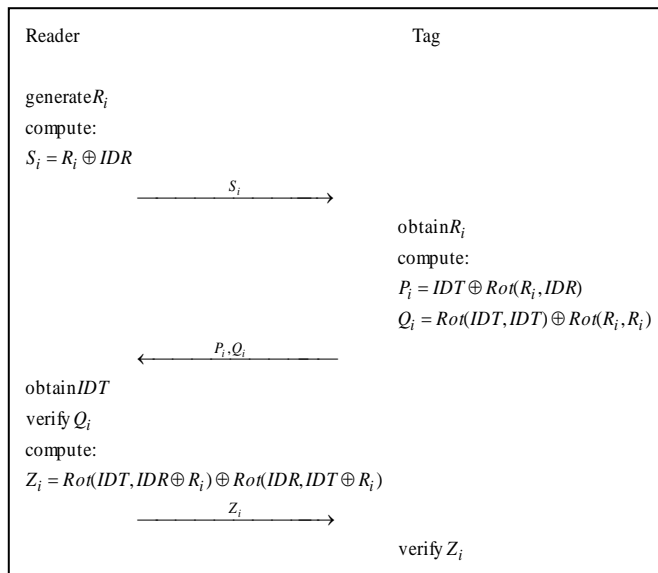 Reader Tag
generate R_i
compute:
S_i = R_i ⊕ IDR
S_i
obtain R_i
compute:
P_i = IDT ⊕ Rot(R_i, IDR)
Q_i = Rot(IDT, IDT) ⊕ Rot(R_i, R_i)
P_i, Q_i
obtain IDT
verify Q_i
compute:
Z_i = Rot(IDT, IDR ⊕ R_i) ⊕ Rot(IDR, IDT ⊕ R_i)
Z_i
verify Z_i